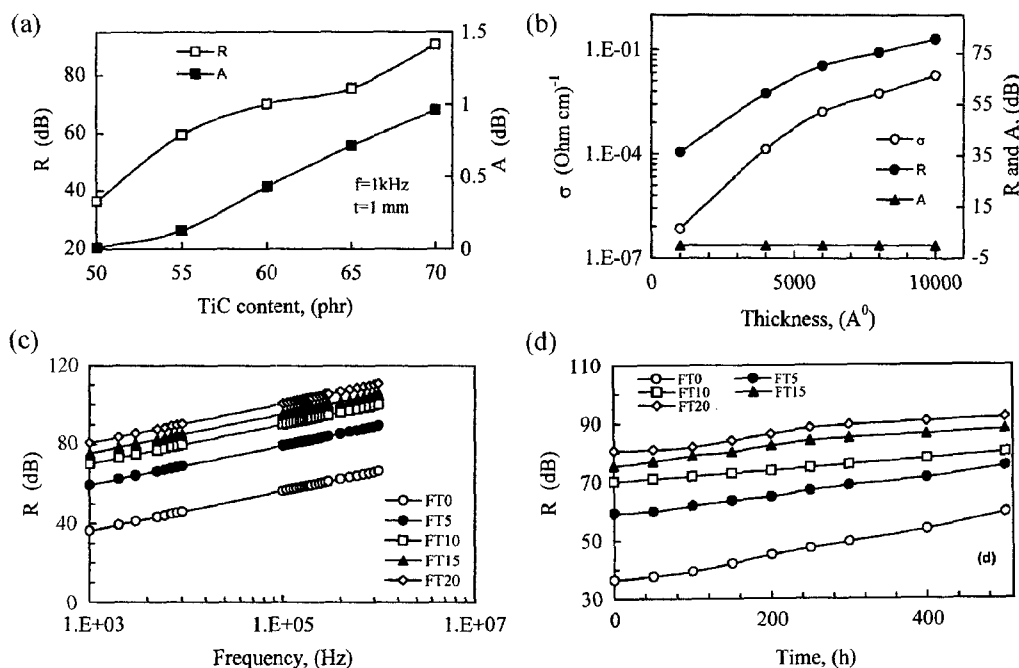 (a)
R
A
R (dB)
80
60
40
20
1.5
1
0.5
0
A (dB)
f=1kHz
t=1 mm
50 55 60 65 70
TiC content, (phr)
(b)
σ (Ohm cm)-1
1.E-01
1.E-04
1.E-07
σ
R
A
75
55
35
15
-5
R and A, (dB)
0 5000 10000
Thickness, (A0)
(c)
R (dB)
120
80
40
0
FT0
FT5
FT10
FT15
FT20
1.E+03 1.E+05 1.E+07
Frequency, (Hz)
(d)
R (dB)
110
90
70
50
30
FT0 FT5
FT10 FT15
FT20
(d)
0 200 400
Time, (h)